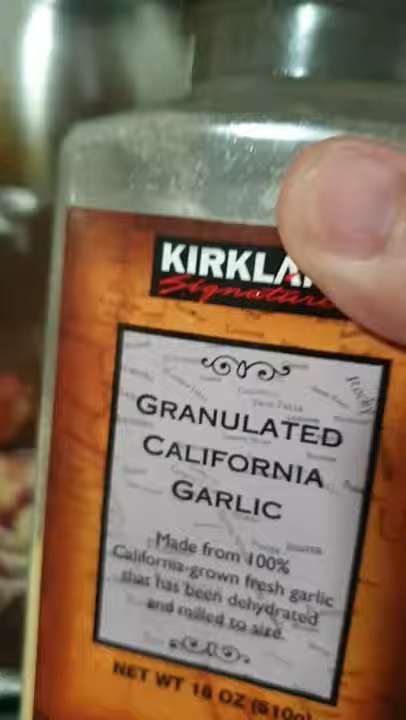 KIRKLA
Signature
GRANULATED
CALIFORNIA
GARLIC
Made from 100%
California-grown fresh garlic
that has been dehydrated
and milled to size.
NET WT 18 OZ (510g)